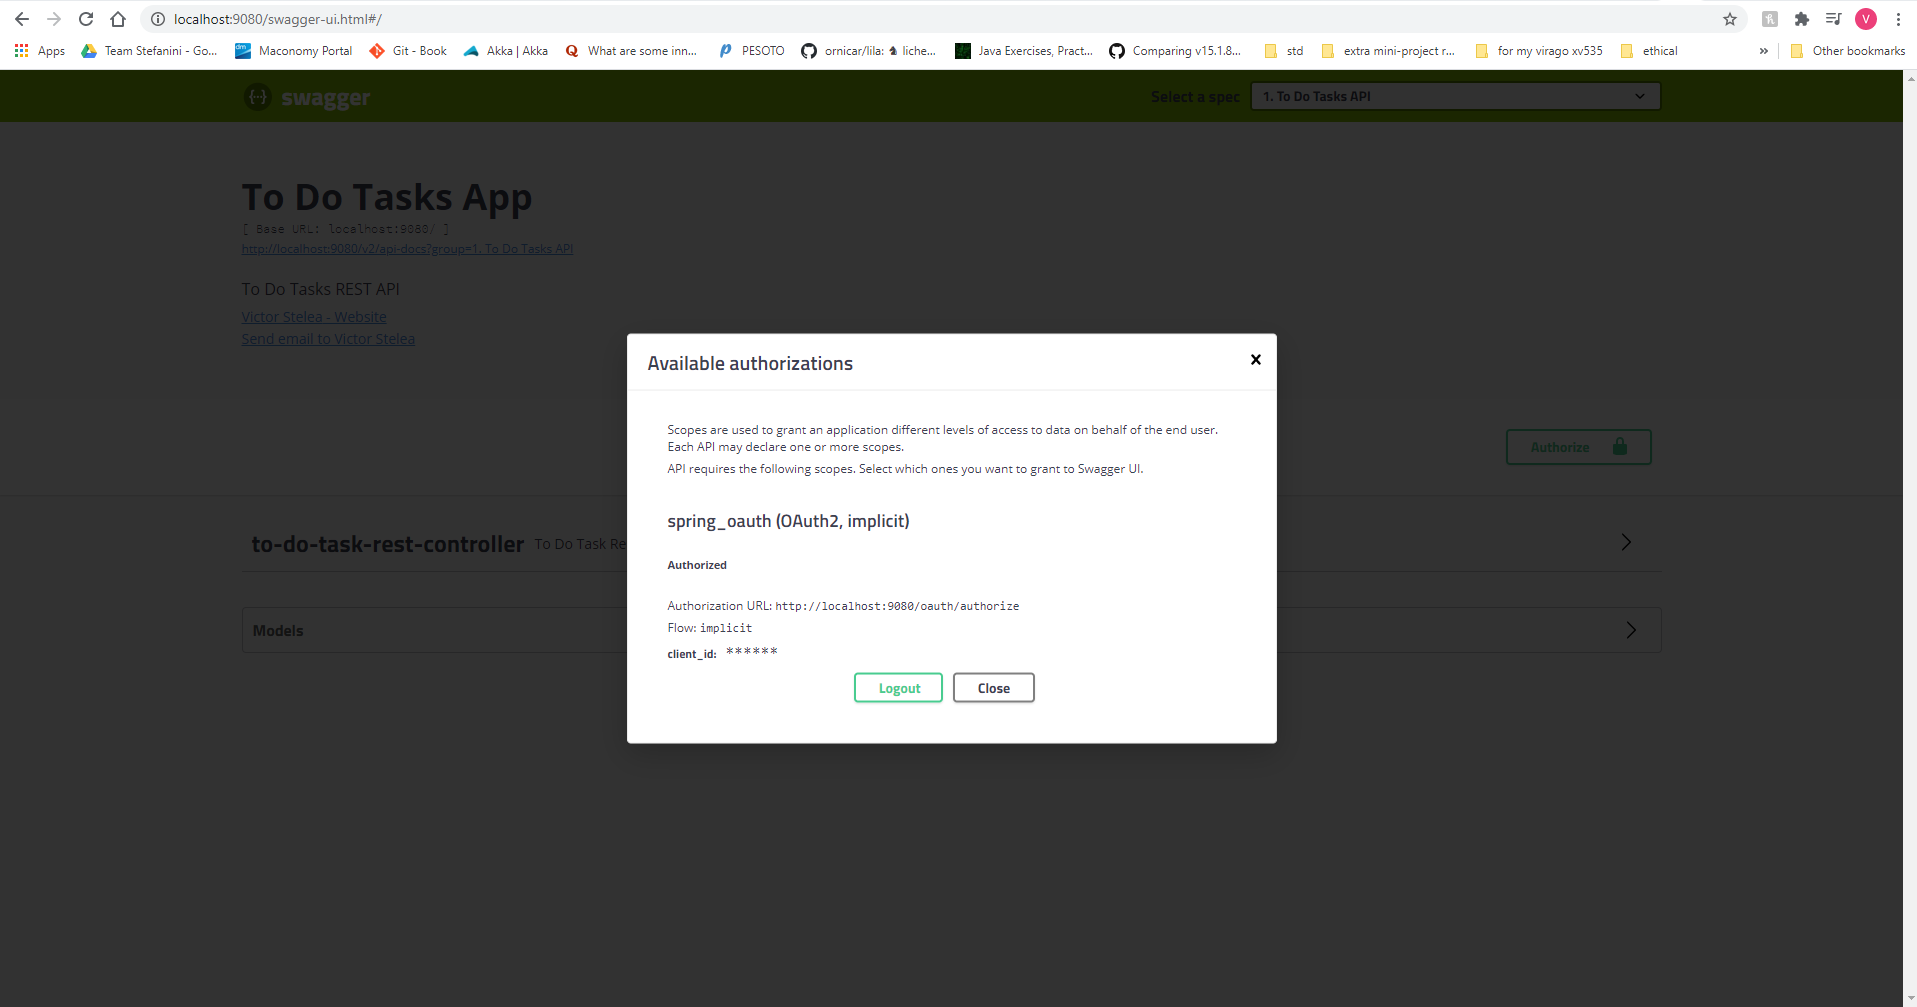 localhost:9080/swagger-ui.html#/
V
Apps
Team Stefanini - Go...
dm
Maconomy Portal
Git - Book
Akka | Akka
Q
What are some inn...
PESOTO
ornicar/lila: ♞ liche...
Java Exercises, Pract...
Comparing v15.1.8...
std
extra mini-project r...
for my virago xv535
ethical
»
Other bookmarks
{···} swagger
Select a spec
1. To Do Tasks API
To Do Tasks App
[ Base URL: localhost:9080/ ]
http://localhost:9080/v2/api-docs?group=1. To Do Tasks API
To Do Tasks REST API
Victor Stelea - Website
Send email to Victor Stelea
Authorize
to-do-task-rest-controller To Do Task Re
Models
Available authorizations
×
Scopes are used to grant an application different levels of access to data on behalf of the end user.
Each API may declare one or more scopes.
API requires the following scopes. Select which ones you want to grant to Swagger UI.
spring_oauth (OAuth2, implicit)
Authorized
Authorization URL: http://localhost:9080/oauth/authorize
Flow: implicit
client_id: ******
Logout
Close